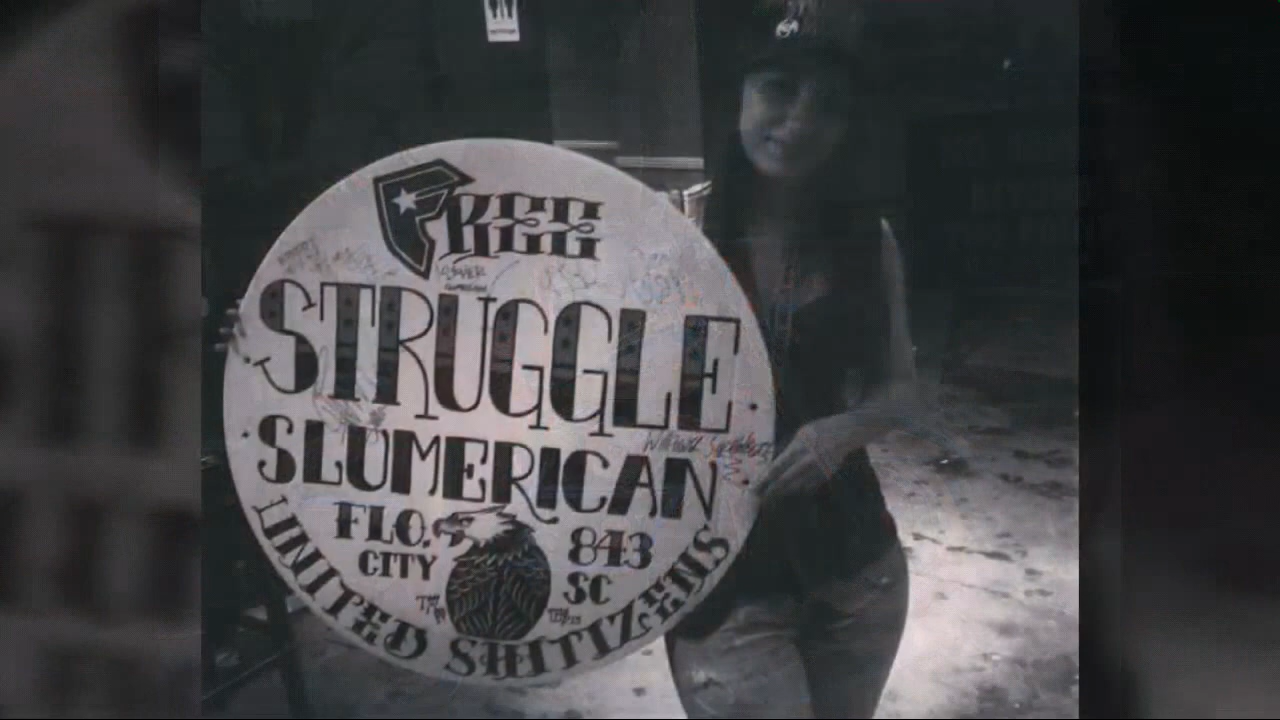 FREE
STRUGGLE
SLUMERICAN
FLO.
CITY
843
SC
UNITED SHITIZENS